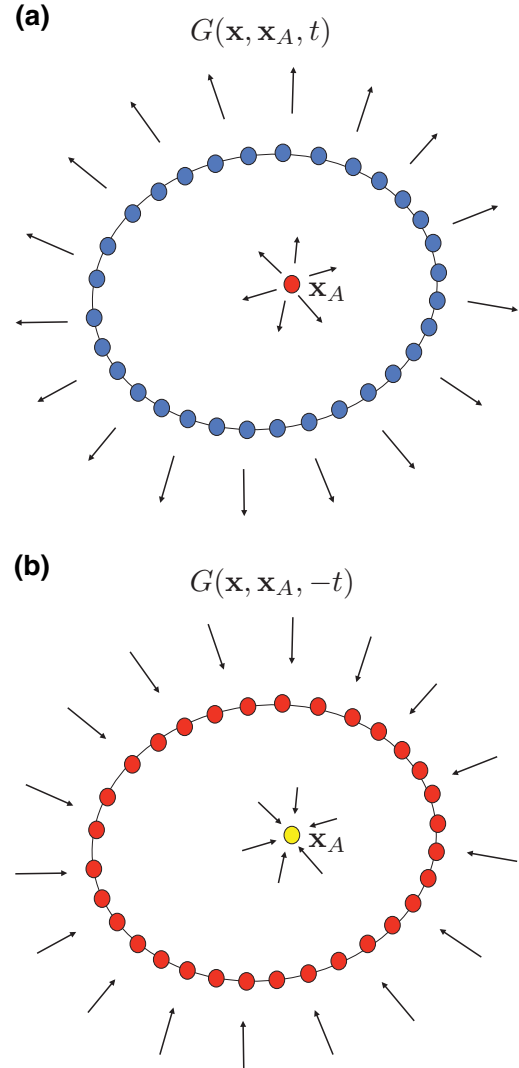 (a)
G(x, x_A, t)
x_A
(b)
G(x, x_A, −t)
x_A